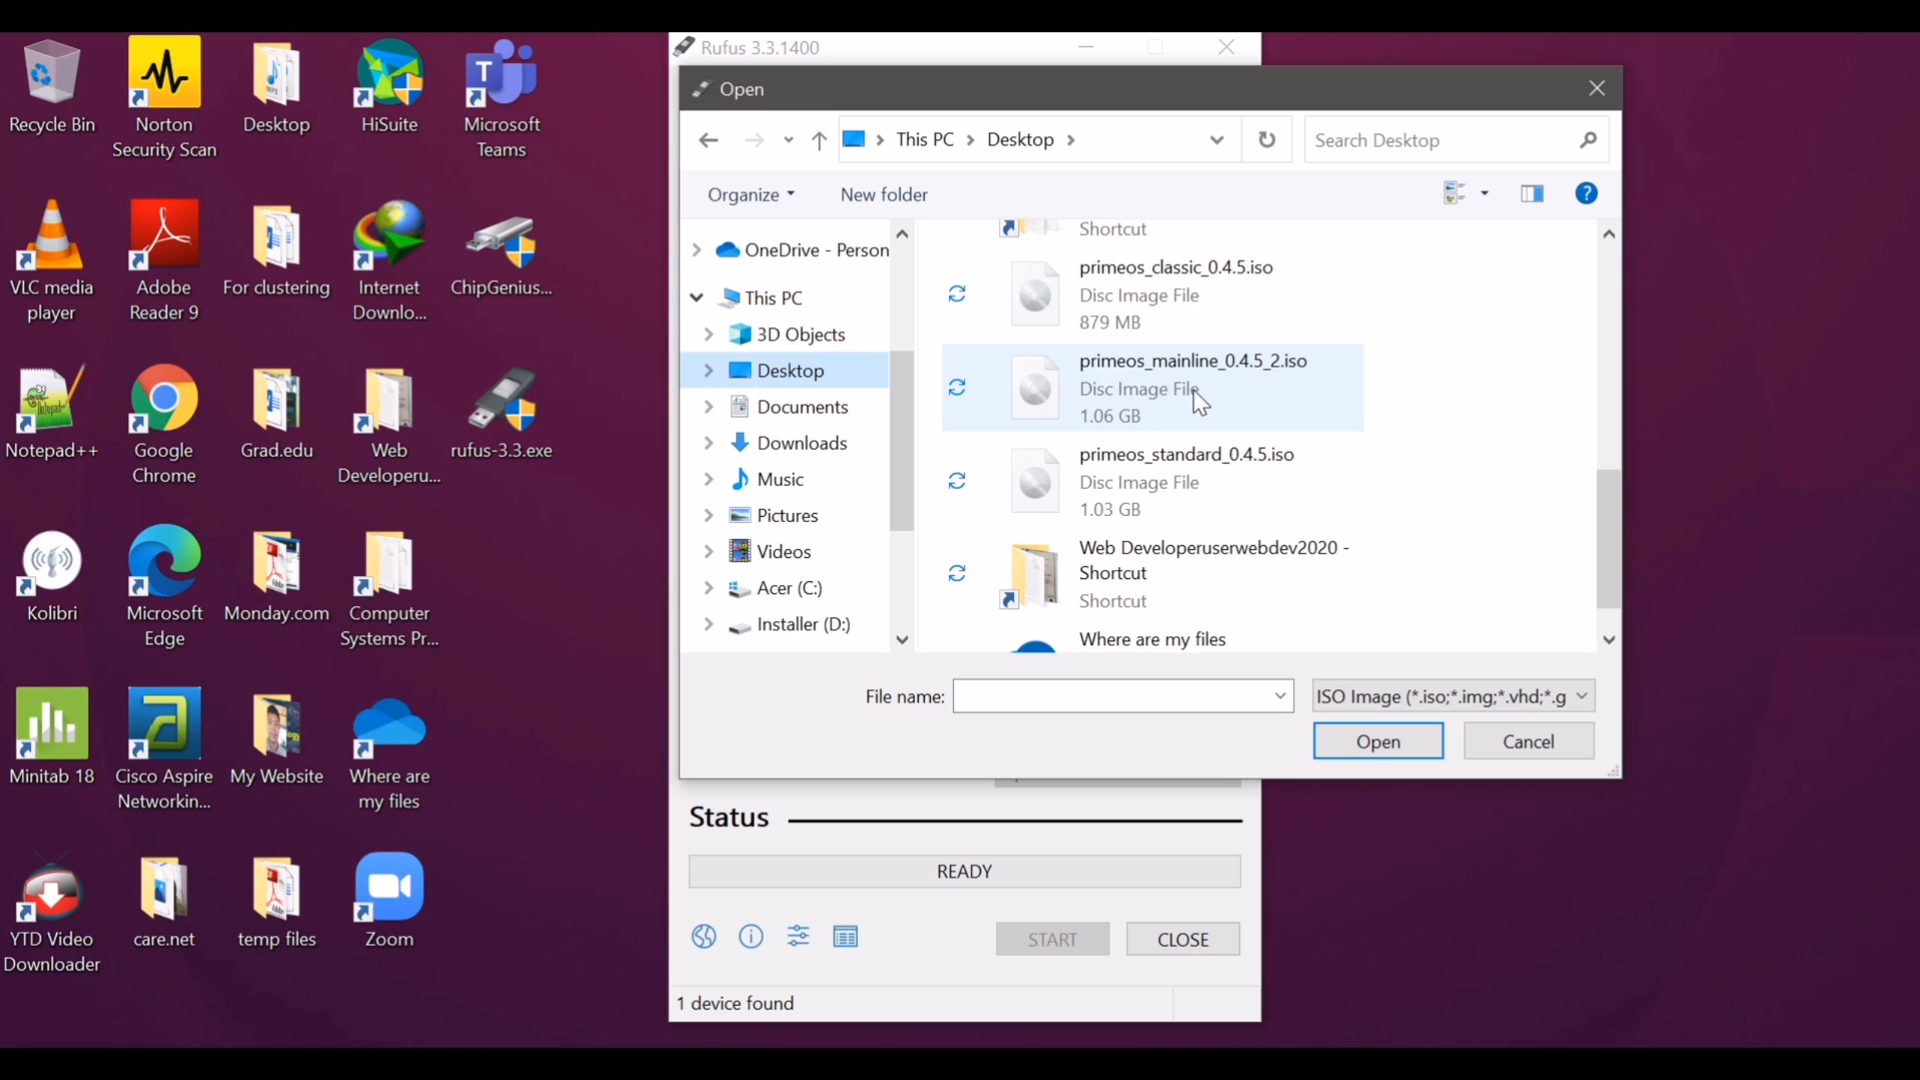 Recycle Bin
Norton
Security Scan
Desktop
HiSuite
Microsoft
Teams
VLC media
player
Adobe
Reader 9
For clustering
Internet
Downlo...
ChipGenius...
Notepad++
Google
Chrome
Grad.edu
Web
Developeru...
rufus-3.3.exe
Kolibri
Microsoft
Edge
Monday.com
Computer
Systems Pr...
Minitab 18
Cisco Aspire
Networkin...
My Website
Where are
my files
YTD Video
Downloader
care.net
temp files
Zoom
Rufus 3.3.1400
Open
This PC
Desktop
Search Desktop
Organize
New folder
OneDrive - Person
This PC
3D Objects
Desktop
Documents
Downloads
Music
Pictures
Videos
Acer (C:)
Installer (D:)
Shortcut
primeos_classic_0.4.5.iso
Disc Image File
879 MB
primeos_mainline_0.4.5_2.iso
Disc Image File
1.06 GB
primeos_standard_0.4.5.iso
Disc Image File
1.03 GB
Web Developeruserwebdev2020 -
Shortcut
Shortcut
Where are my files
File name:
ISO Image (*.iso;*.img;*.vhd;*.g
Open
Cancel
Status
READY
START
CLOSE
1 device found